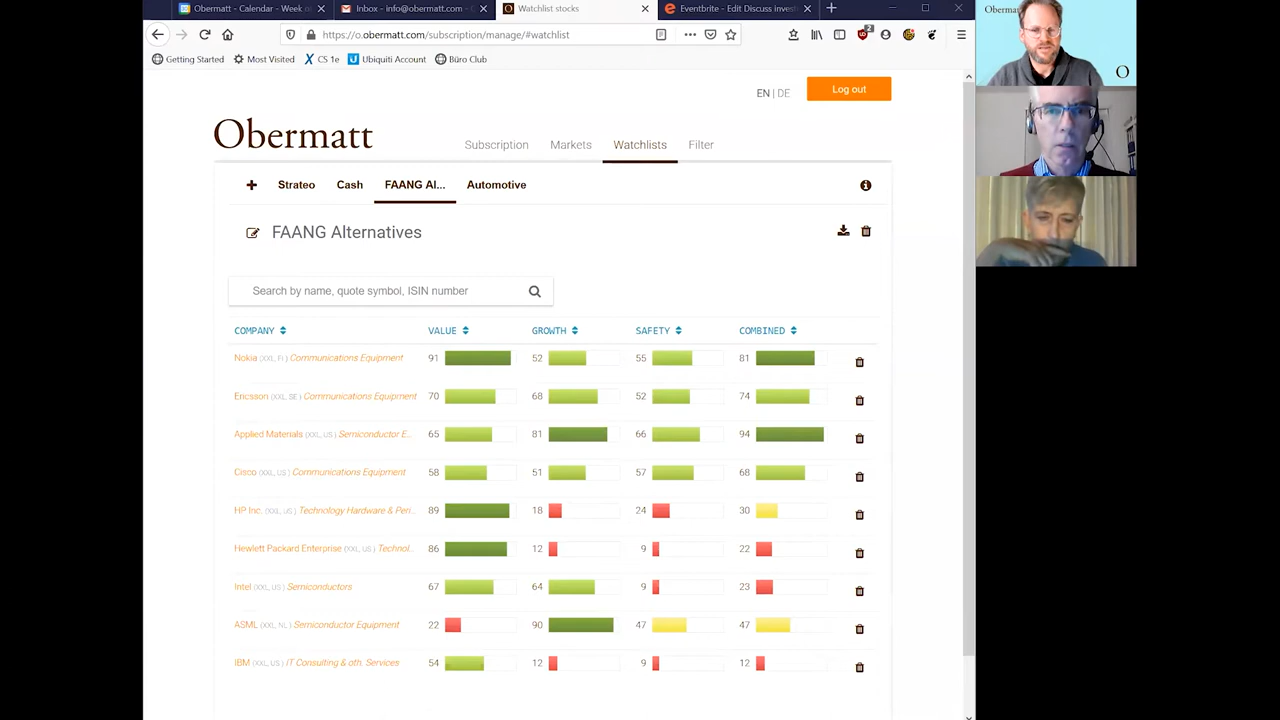 Obermatt - Calendar - Week o
Inbox - info@obermatt.com -
Watchlist stocks
Eventbrite - Edit Discuss invest
https://o.obermatt.com/subscription/manage/#watchlist
2
Getting Started
Most Visited
CS 1e
Ubiquiti Account
Büro Club
EN | DE
Log out
Obermatt
Subscription
Markets
Watchlists
Filter
+ Strateo
Cash
FAANG Al...
Automotive
FAANG Alternatives
Search by name, quote symbol, ISIN number
COMPANY VALUE GROWTH SAFETY COMBINED
Nokia (XXL, FI) Communications Equipment 91 52 55 81
Ericsson (XXL, SE) Communications Equipment 70 68 52 74
Applied Materials (XXL, US) Semiconductor E... 65 81 66 94
Cisco (XXL, US) Communications Equipment 58 51 57 68
HP Inc. (XXL, US) Technology Hardware & Peri... 89 18 24 30
Hewlett Packard Enterprise (XXL, US) Technol... 86 12 9 22
Intel (XXL, US) Semiconductors 67 64 9 23
ASML (XXL, NL) Semiconductor Equipment 22 90 47 47
IBM (XXL, US) IT Consulting & oth. Services 54 12 9 12
Obermatt
O